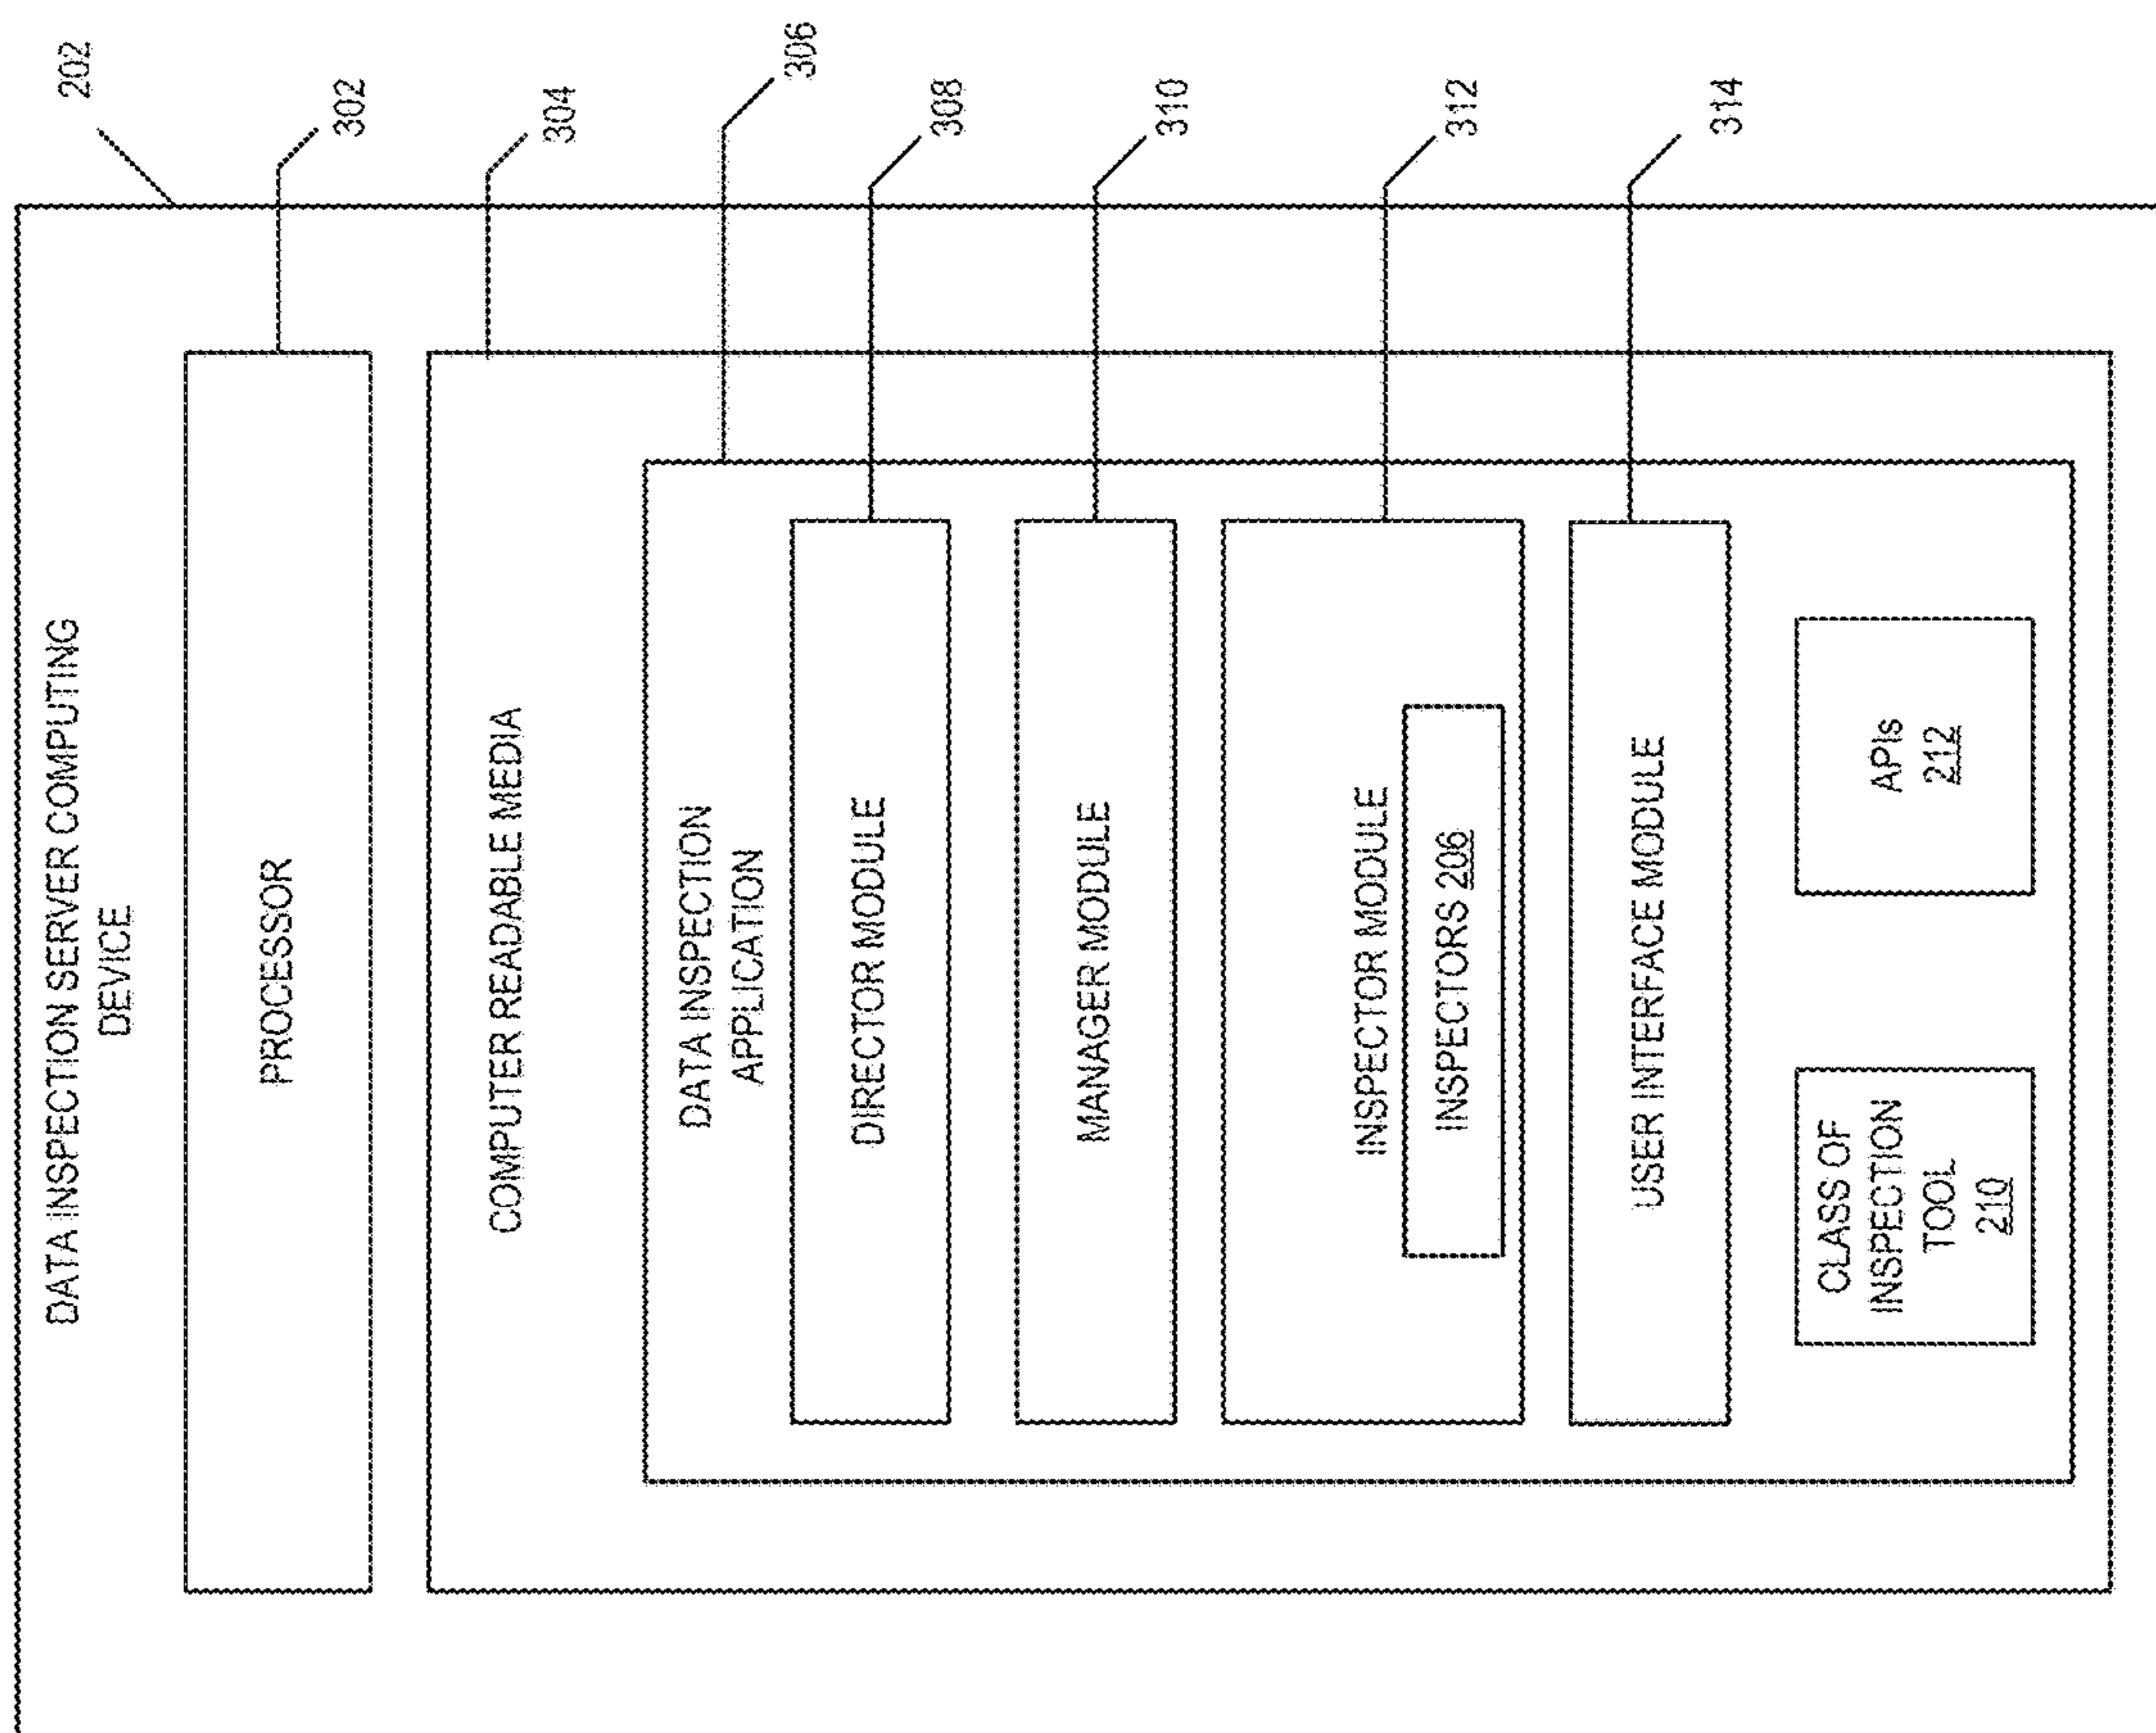 DATA INSPECTION SERVER COMPUTING
DEVICE
202
PROCESSOR
302
COMPUTER READABLE MEDIA
304
DATA INSPECTION
APPLICATION
306
DIRECTOR MODULE
308
MANAGER MODULE
310
INSPECTOR MODULE
312
INSPECTORS 206
USER INTERFACE MODULE
314
CLASS OF
INSPECTION
TOOL
210
APIs
212